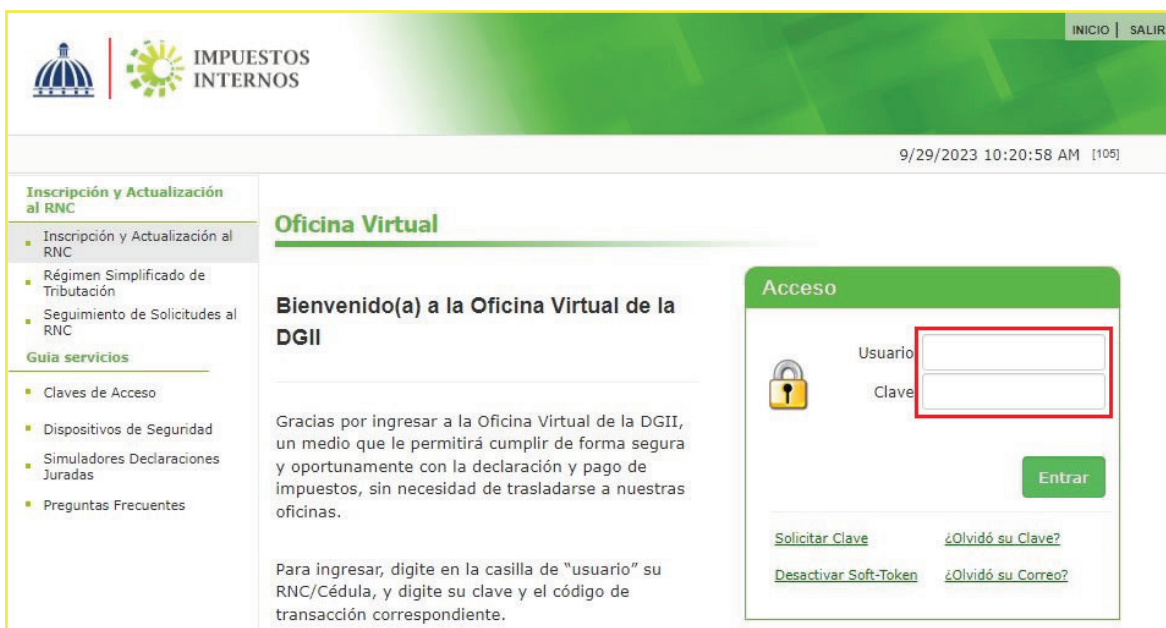 INICIO | SALIR
IMPUESTOS
INTERNOS
9/29/2023 10:20:58 AM [105]
Inscripción y Actualización
al RNC
Inscripción y Actualización al
RNC
Régimen Simplificado de
Tributación
Seguimiento de Solicitudes al
RNC
Guia servicios
Claves de Acceso
Dispositivos de Seguridad
Simuladores Declaraciones
Juradas
Preguntas Frecuentes
Oficina Virtual
Bienvenido(a) a la Oficina Virtual de la
DGII
Gracias por ingresar a la Oficina Virtual de la DGII,
un medio que le permitirá cumplir de forma segura
y oportunamente con la declaración y pago de
impuestos, sin necesidad de trasladarse a nuestras
oficinas.
Para ingresar, digite en la casilla de “usuario” su
RNC/Cédula, y digite su clave y el código de
transacción correspondiente.
Acceso
Usuario
Clave
Entrar
Solicitar Clave ¿Olvidó su Clave?
Desactivar Soft-Token ¿Olvidó su Correo?